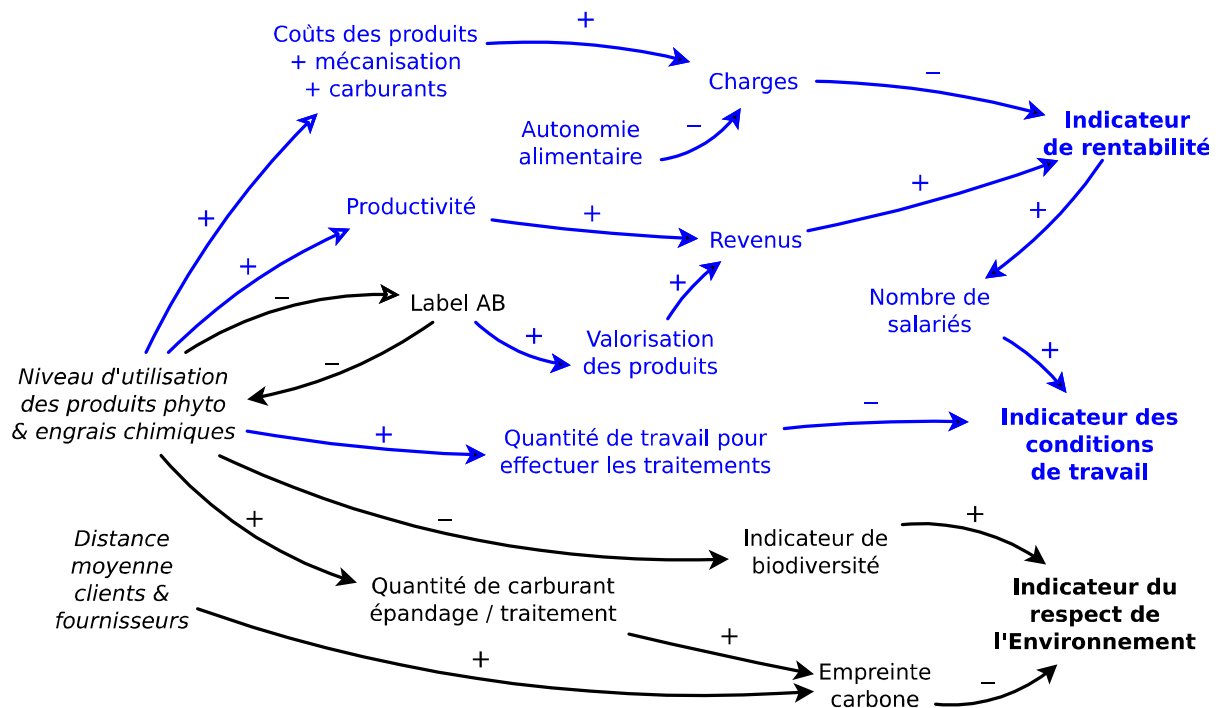 Coûts des produits
+ mécanisation
+ carburants
+
Charges
−
Autonomie
alimentaire
−
Indicateur
de rentabilité
+
Productivité
+
Revenus
+
+
+
−
Label AB
+
Valorisation
des produits
+
Nombre de
salariés
+
−
Niveau d'utilisation
des produits phyto
& engrais chimiques
+
Quantité de travail pour
effectuer les traitements
−
Indicateur des
conditions
de travail
+
−
Indicateur de
biodiversité
+
Distance
moyenne
clients &
fournisseurs
Quantité de carburant
épandage / traitement
+
+
Empreinte
carbone
−
Indicateur du
respect de
l'Environnement